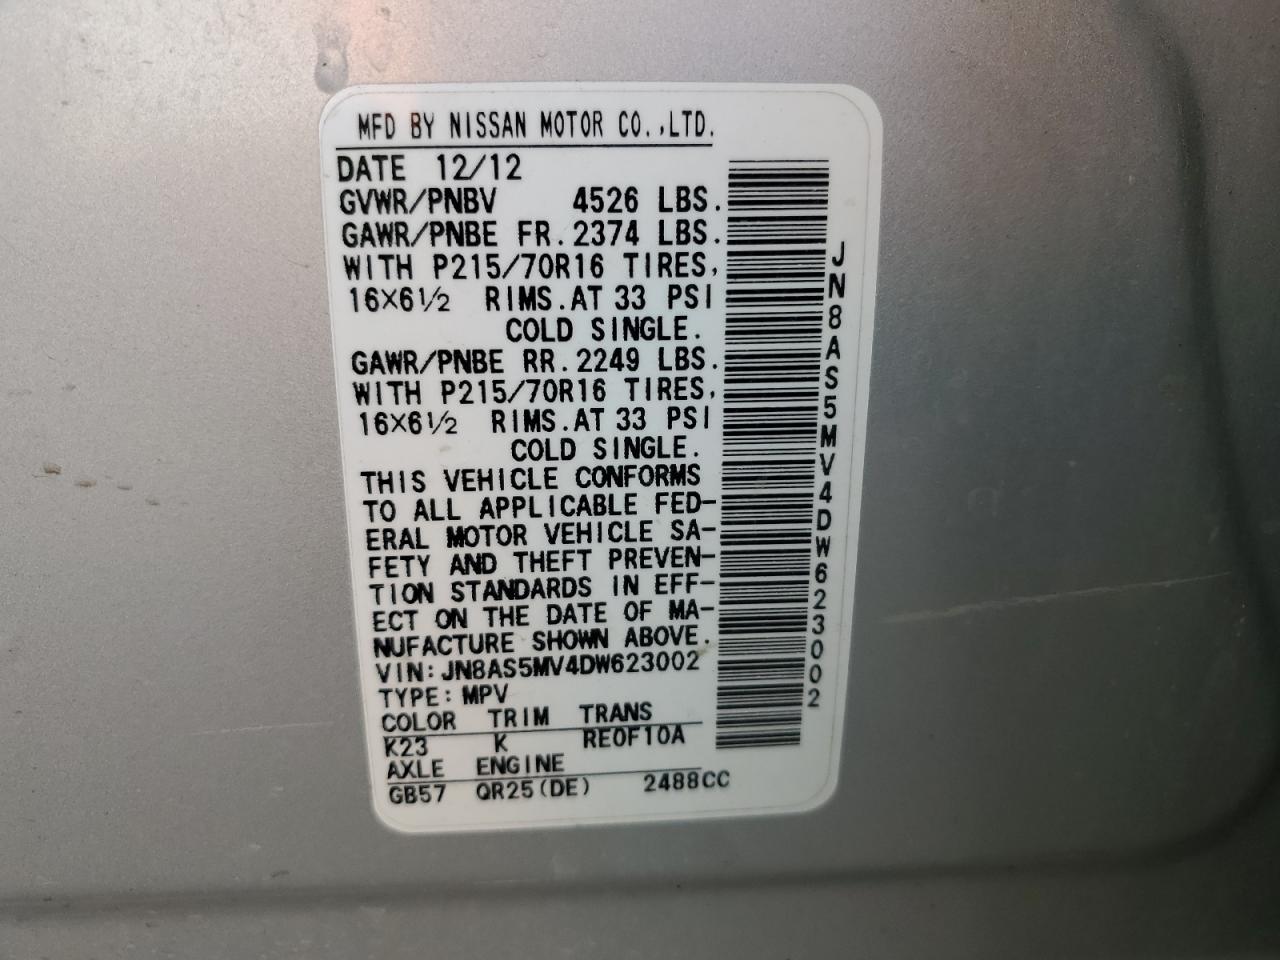 MFD BY NISSAN MOTOR CO.,LTD.
DATE 12/12
GVWR/PNBV 4526 LBS.
GAWR/PNBE FR.2374 LBS.
WITH P215/70R16 TIRES,
16×6½ RIMS.AT 33 PSI
COLD SINGLE.
GAWR/PNBE RR.2249 LBS.
WITH P215/70R16 TIRES,
16×6½ RIMS.AT 33 PSI
COLD SINGLE.
THIS VEHICLE CONFORMS
TO ALL APPLICABLE FED-
ERAL MOTOR VEHICLE SA-
FETY AND THEFT PREVEN-
TION STANDARDS IN EFF-
ECT ON THE DATE OF MA-
NUFACTURE SHOWN ABOVE.
VIN:JN8AS5MV4DW623002
TYPE:MPV
COLOR TRIM TRANS
K23 K RE0F10A
AXLE ENGINE
GB57 QR25(DE) 2488CC
JN8AS5MV4DW623002